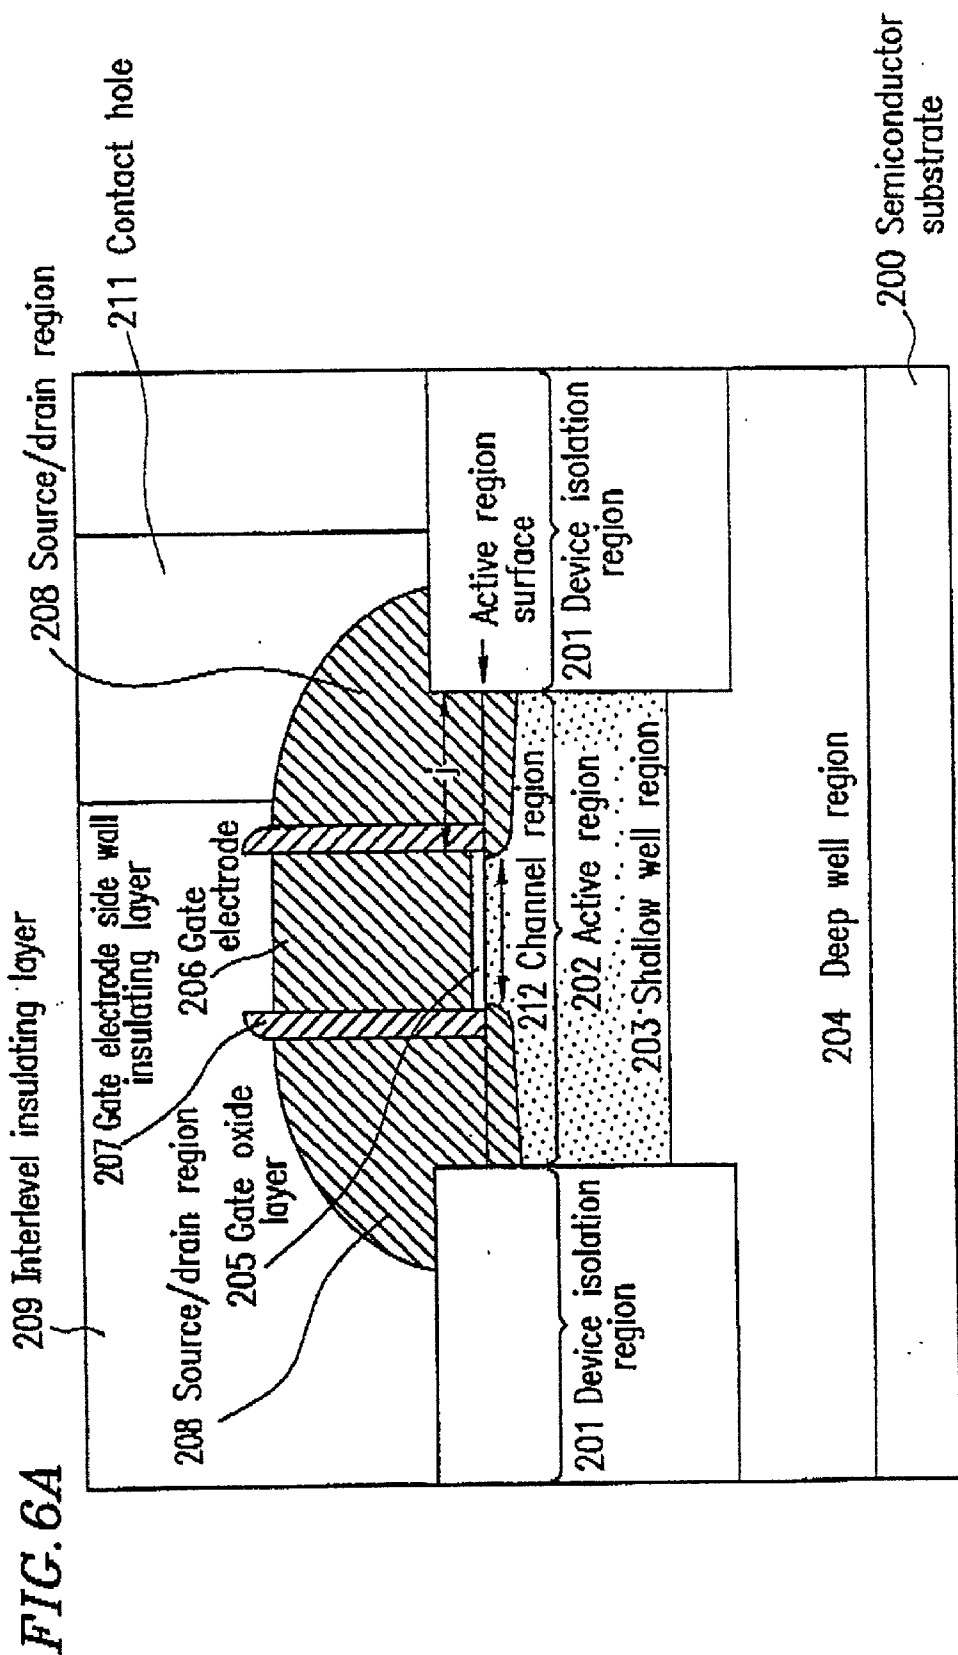 FIG. 6A
209 Interlevel insulating layer
208 Source/drain region
211 Contact hole
207 Gate electrode side wall
insulating layer
206 Gate
electrode
208 Source/drain region
205 Gate oxide
layer
j
Active region
surface
212 Channel region
202 Active region
203 Shallow well region
201 Device isolation
region
201 Device isolation
region
204 Deep well region
200 Semiconductor
substrate